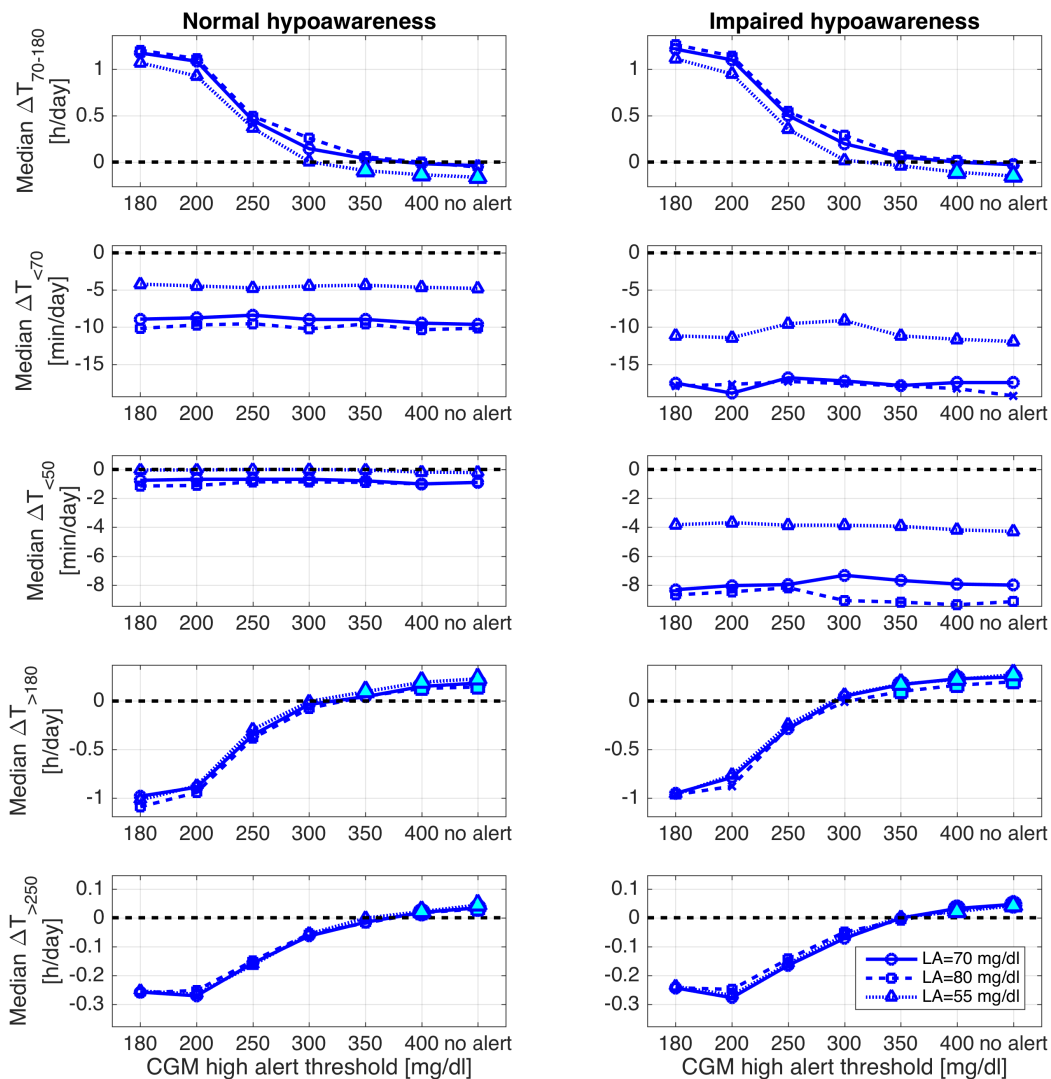 Normal hypoawareness
Impaired hypoawareness
Median ΔT70-180
[h/day]
1
0.5
0
180 200 250 300 350 400 no alert
1
0.5
0
180 200 250 300 350 400 no alert
Median ΔT<70
[min/day]
0
-5
-10
-15
180 200 250 300 350 400 no alert
0
-5
-10
-15
180 200 250 300 350 400 no alert
Median ΔT<50
[min/day]
0
-2
-4
-6
-8
180 200 250 300 350 400 no alert
0
-2
-4
-6
-8
180 200 250 300 350 400 no alert
Median ΔT>180
[h/day]
0
-0.5
-1
180 200 250 300 350 400 no alert
0
-0.5
-1
180 200 250 300 350 400 no alert
Median ΔT>250
[h/day]
0.1
0
-0.1
-0.2
-0.3
180 200 250 300 350 400 no alert
CGM high alert threshold [mg/dl]
0.1
0
-0.1
-0.2
-0.3
LA=70 mg/dl
LA=80 mg/dl
LA=55 mg/dl
180 200 250 300 350 400 no alert
CGM high alert threshold [mg/dl]